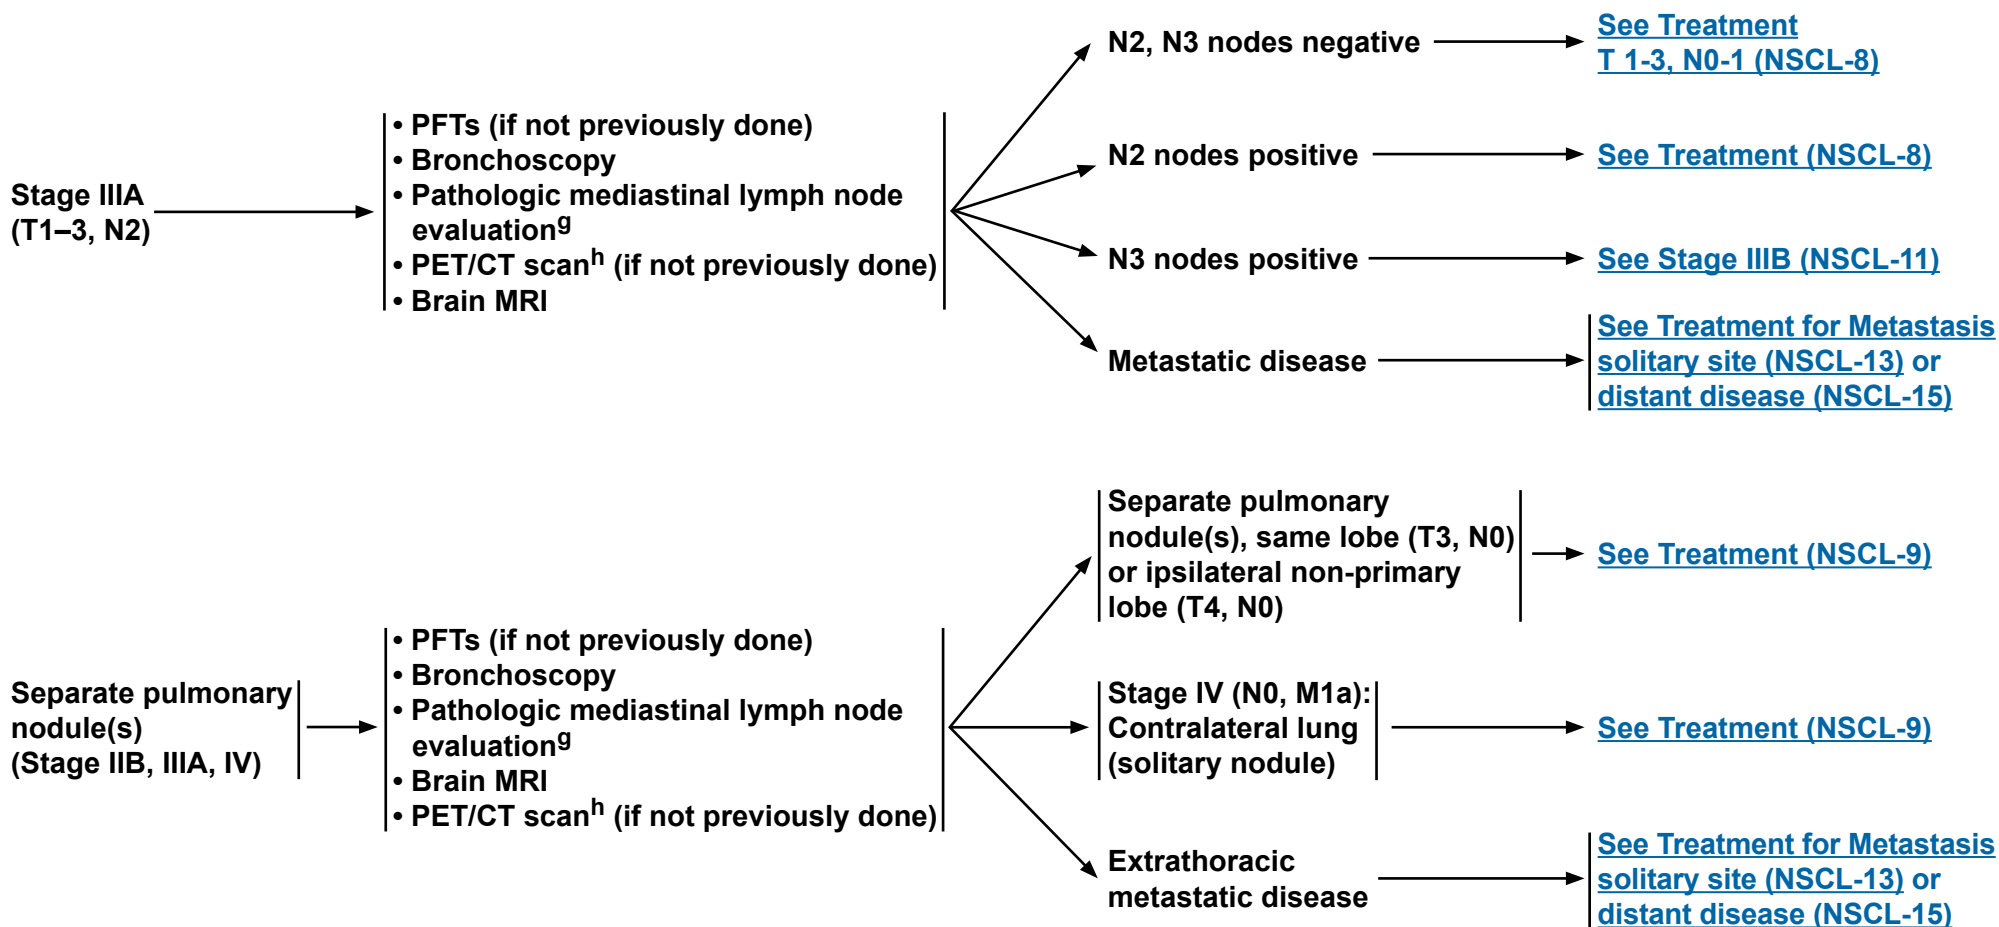 Stage IIIA
(T1–3, N2)
• PFTs (if not previously done)
• Bronchoscopy
• Pathologic mediastinal lymph node
evaluationg
• PET/CT scanh (if not previously done)
• Brain MRI
N2, N3 nodes negative
See Treatment
T 1-3, N0-1 (NSCL-8)
N2 nodes positive
See Treatment (NSCL-8)
N3 nodes positive
See Stage IIIB (NSCL-11)
Metastatic disease
See Treatment for Metastasis
solitary site (NSCL-13) or
distant disease (NSCL-15)
Separate pulmonary
nodule(s)
(Stage IIB, IIIA, IV)
• PFTs (if not previously done)
• Bronchoscopy
• Pathologic mediastinal lymph node
evaluationg
• Brain MRI
• PET/CT scanh (if not previously done)
Separate pulmonary
nodule(s), same lobe (T3, N0)
or ipsilateral non-primary
lobe (T4, N0)
See Treatment (NSCL-9)
Stage IV (N0, M1a):
Contralateral lung
(solitary nodule)
See Treatment (NSCL-9)
Extrathoracic
metastatic disease
See Treatment for Metastasis
solitary site (NSCL-13) or
distant disease (NSCL-15)